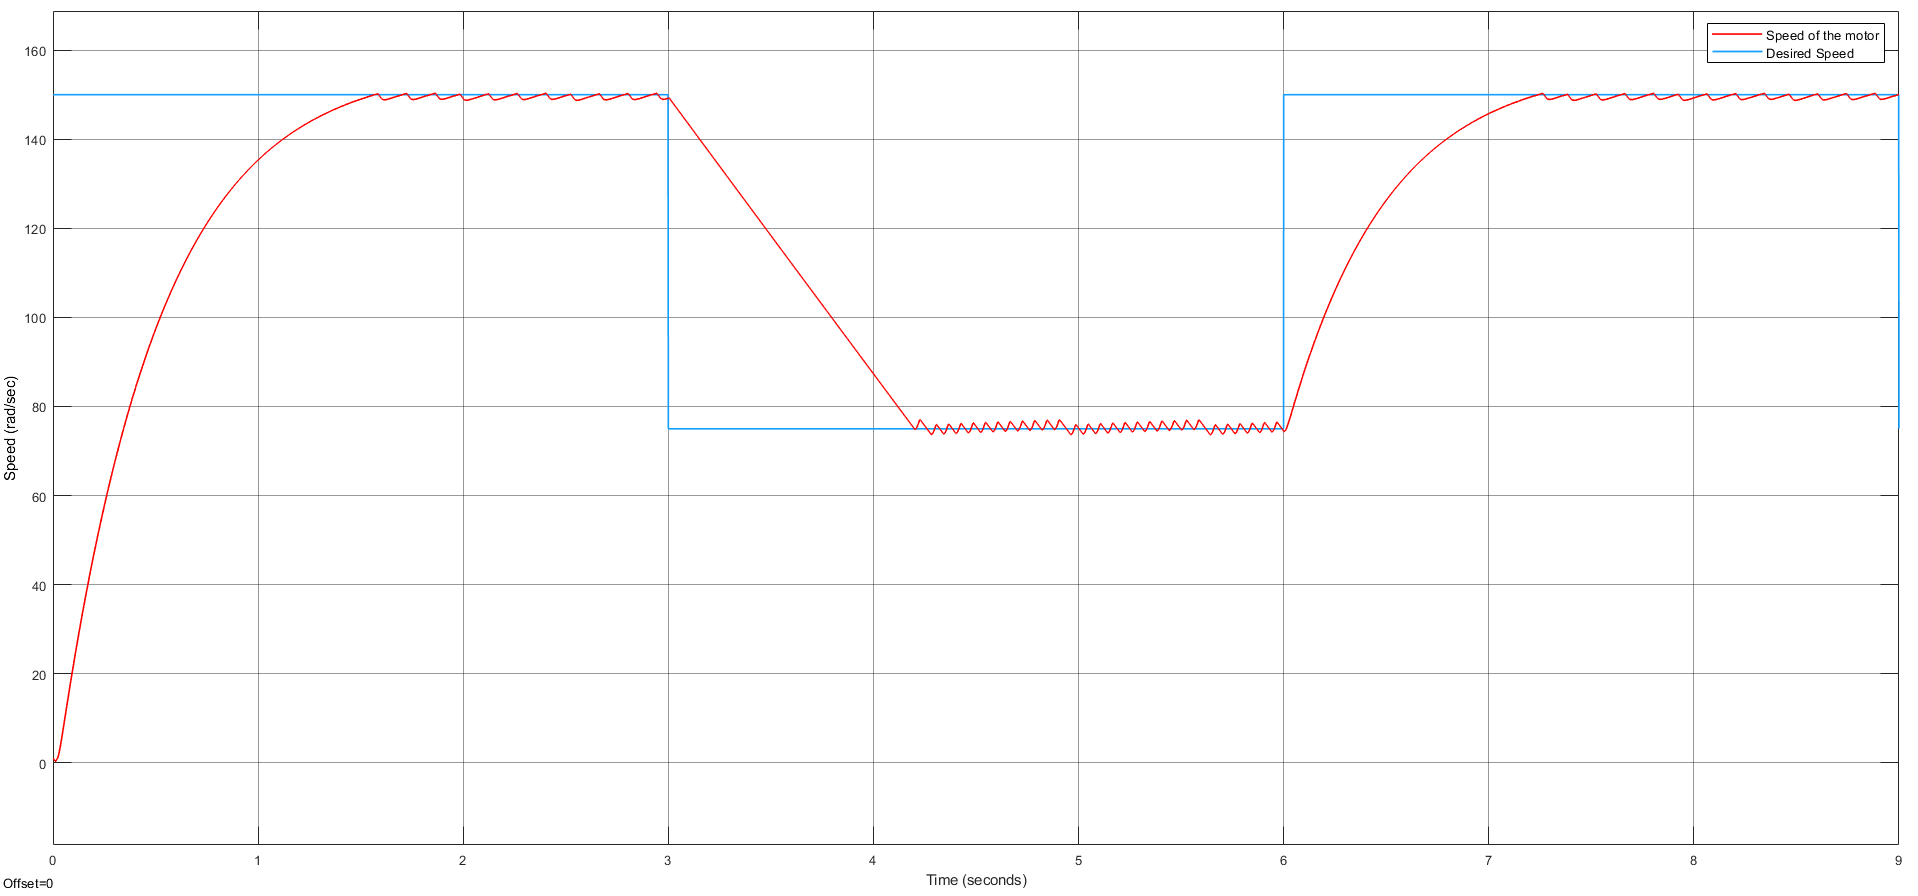 Speed of the motor
Desired Speed
160
140
120
100
80
60
40
20
0
Speed (rad/sec)
0 1 2 3 4 5 6 7 8 9
Time (seconds)
Offset=0